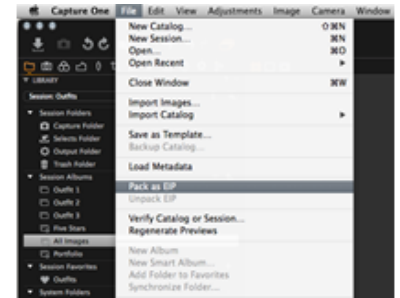 Capture One File Edit View Adjustments Image Camera Window
New Catalog... ⇧⌘N
New Session... ⌘N
Open... ⌘O
Open Recent
Close Window ⌘W
Import Images...
Import Catalog
Save as Template...
Backup Catalog...
Load Metadata
Pack as EIP
Unpack EIP
Verify Catalog or Session...
Regenerate Previews
New Album
New Smart Album...
Add Folder to Favorites
Synchronize Folder...
LIBRARY
Session: Outfits
Session Folders
Capture Folder
Selects Folder
Output Folder
Trash Folder
Session Albums
Outfit 1
Outfit 2
Outfit 3
Five Stars
All Images
Portfolio
Session Favorites
Outfits
System Folders